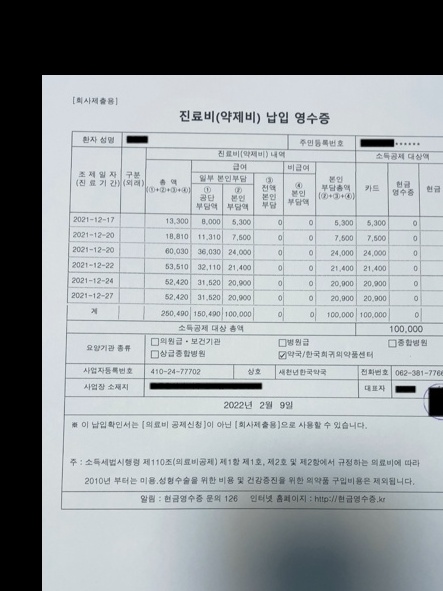 [회사제출용]
진료비(약제비) 납입 영수증
환자 성명 주민등록번호 ******
진료비(약제비) 내역 소득공제 대상액
조 제 일 자 (진 료 기 간) 구분 (외래) 총 액 (①+②+③+④) 급여 비급여 본인 부담총액 (②+③+④) 카드 현금 영수증 현금
일부 본인부담 ③ 전액 본인 부담 ④ 본인 부담액
① 공단 부담액 ② 본인 부담액
2021-12-17 13,300 8,000 5,300 0 0 5,300 5,300 0
2021-12-20 18,810 11,310 7,500 0 0 7,500 7,500 0
2021-12-20 60,030 36,030 24,000 0 0 24,000 24,000 0
2021-12-22 53,510 32,110 21,400 0 0 21,400 21,400 0
2021-12-24 52,420 31,520 20,900 0 0 20,900 20,900 0
2021-12-27 52,420 31,520 20,900 0 0 20,900 20,900 0
계 250,490 150,490 100,000 0 0 100,000 100,000 0
소득공제 대상 총액 100,000
요양기관 종류 □의원급·보건기관 □병원급 □종합병원
□상급종합병원 ☑약국/한국희귀의약품센터
사업자등록번호 410-24-77702 상호 새천년한국약국 전화번호 062-381-7766
사업장 소재지 대표자
2022년 2월 9일
※ 이 납입확인서는 [의료비 공제신청]이 아닌 [회사제출용]으로 사용할 수 있습니다.
주 : 소득세법시행령 제110조(의료비공제) 제1항 제1호, 제2호 및 제2항에서 규정하는 의료비에 따라
2010년 부터는 미용.성형수술을 위한 비용 및 건강증진을 위한 의약품 구입비용은 제외됩니다.
알림 : 현금영수증 문의 126 인터넷 홈페이지 : http://현금영수증.kr